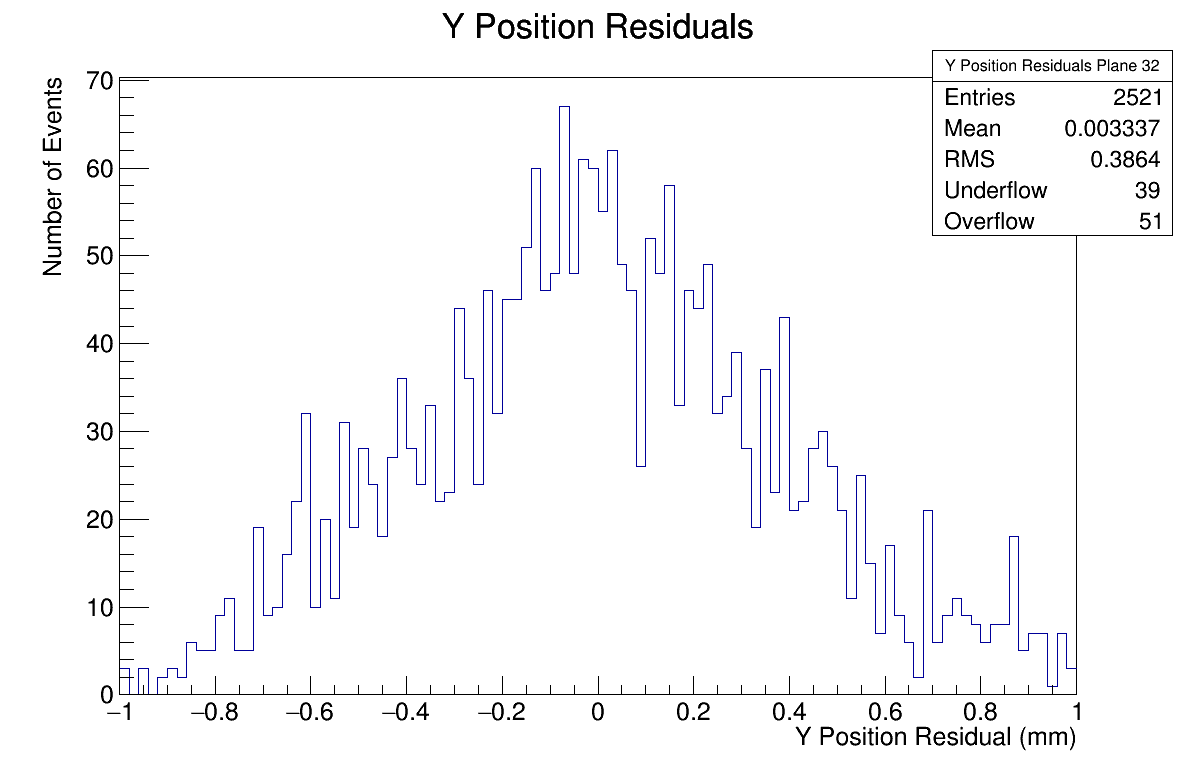 Y Position Residuals
Y Position Residuals Plane 32
Entries 2521
Mean 0.003337
RMS 0.3864
Underflow 39
Overflow 51
Number of Events
70
60
50
40
30
20
10
0
−1 −0.8 −0.6 −0.4 −0.2 0 0.2 0.4 0.6 0.8 1
Y Position Residual (mm)